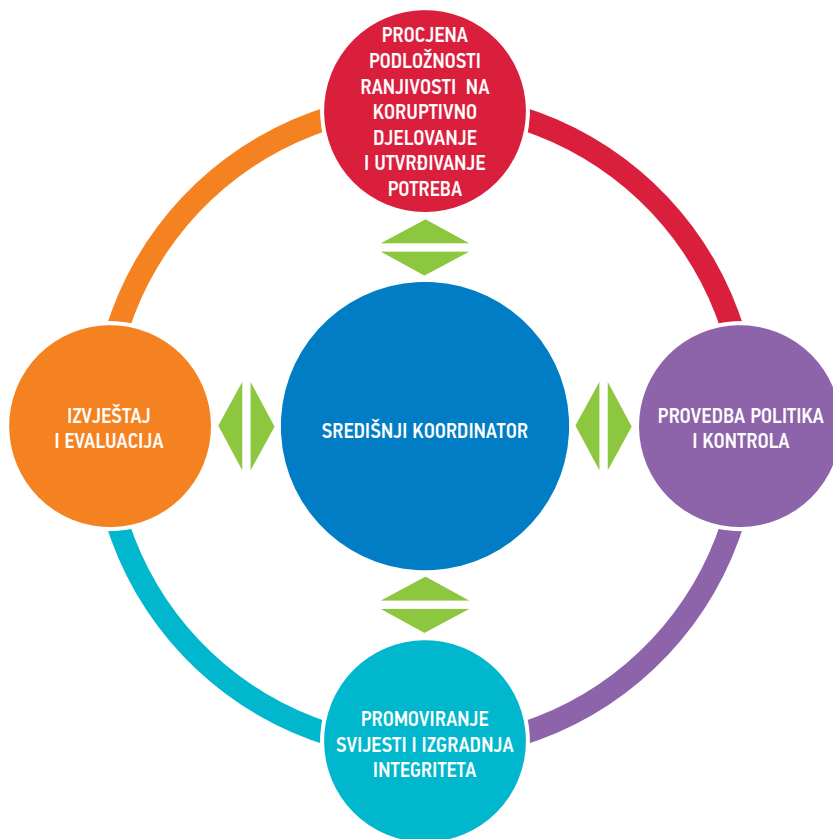 PROCJENA
PODLOŽNOSTI
RANJIVOSTI NA
KORUPTIVNO
DJELOVANJE
I UTVRĐIVANJE
POTREBA
IZVJEŠTAJ
I EVALUACIJA
SREDIŠNJI KOORDINATOR
PROVEDBA POLITIKA
I KONTROLA
PROMOVIRANJE
SVIJESTI I IZGRADNJA
INTEGRITETA